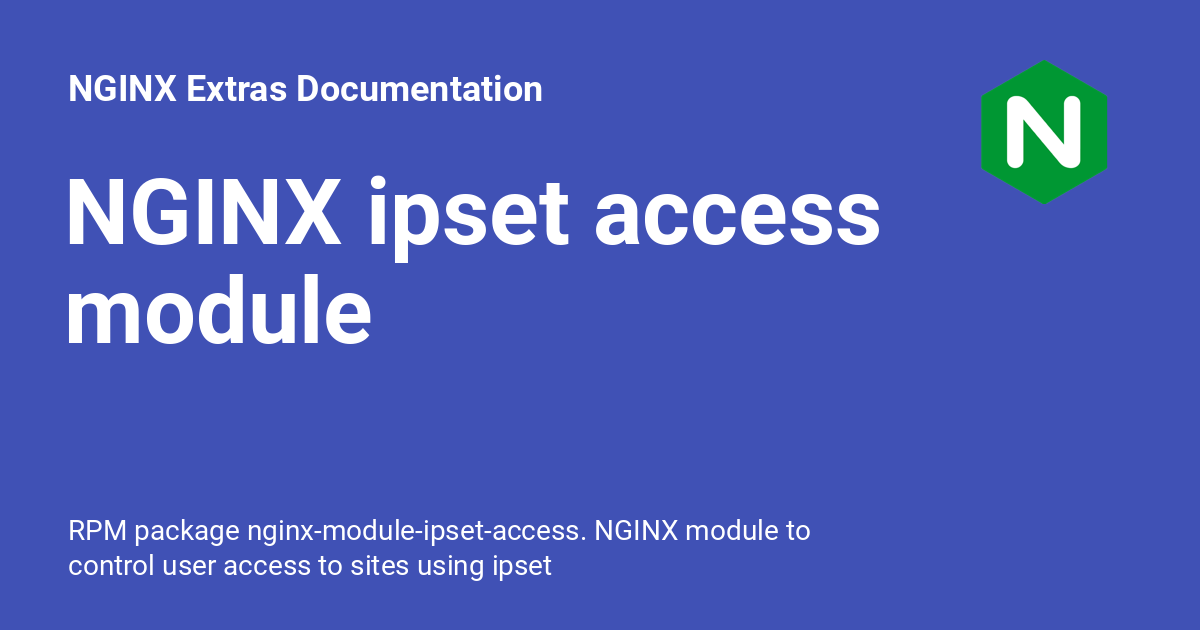 NGINX Extras Documentation
N
NGINX ipset access
module
RPM package nginx-module-ipset-access. NGINX module to
control user access to sites using ipset